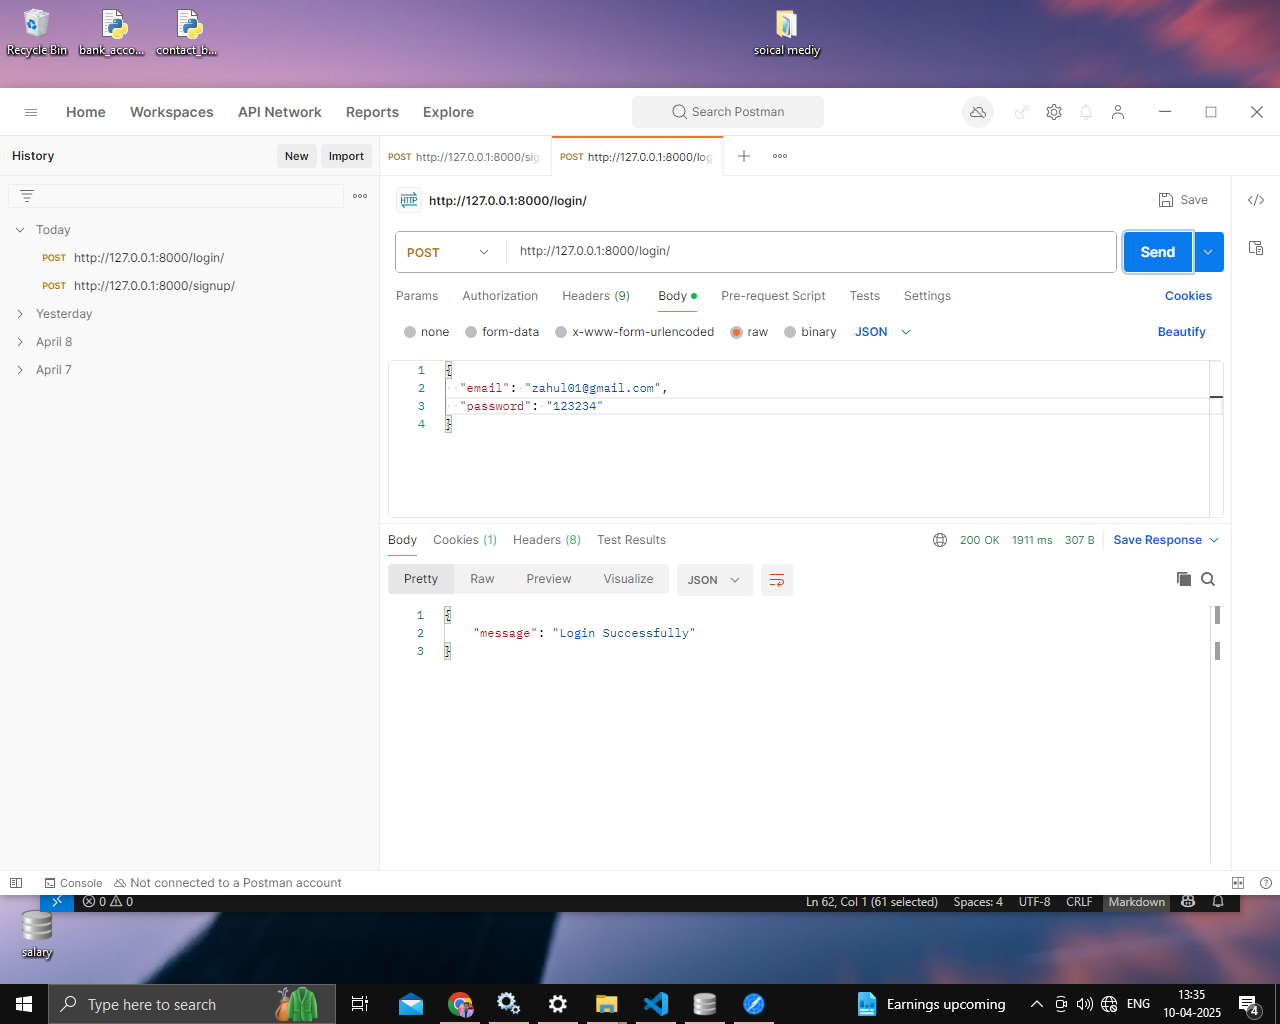 Recycle Bin
bank_acco...
contact_b...
soical mediy
Home
Workspaces
API Network
Reports
Explore
Search Postman
History
New
Import
POST http://127.0.0.1:8000/sig
POST http://127.0.0.1:8000/log
HTTP
http://127.0.0.1:8000/login/
Save
Today
POST http://127.0.0.1:8000/login/
POST http://127.0.0.1:8000/signup/
Yesterday
April 8
April 7
POST
http://127.0.0.1:8000/login/
Send
Params
Authorization
Headers (9)
Body
Pre-request Script
Tests
Settings
Cookies
none
form-data
x-www-form-urlencoded
raw
binary
JSON
Beautify
1 {
2 "email": "zahul01@gmail.com",
3 "password": "123234"
4 }
Body
Cookies (1)
Headers (8)
Test Results
200 OK
1911 ms
307 B
Save Response
Pretty
Raw
Preview
Visualize
JSON
1 {
2 "message": "Login Successfully"
3 }
Console
Not connected to a Postman account
0
0
Ln 62, Col 1 (61 selected)
Spaces: 4
UTF-8
CRLF
Markdown
salary
Type here to search
Earnings upcoming
ENG
13:35
10-04-2025
4